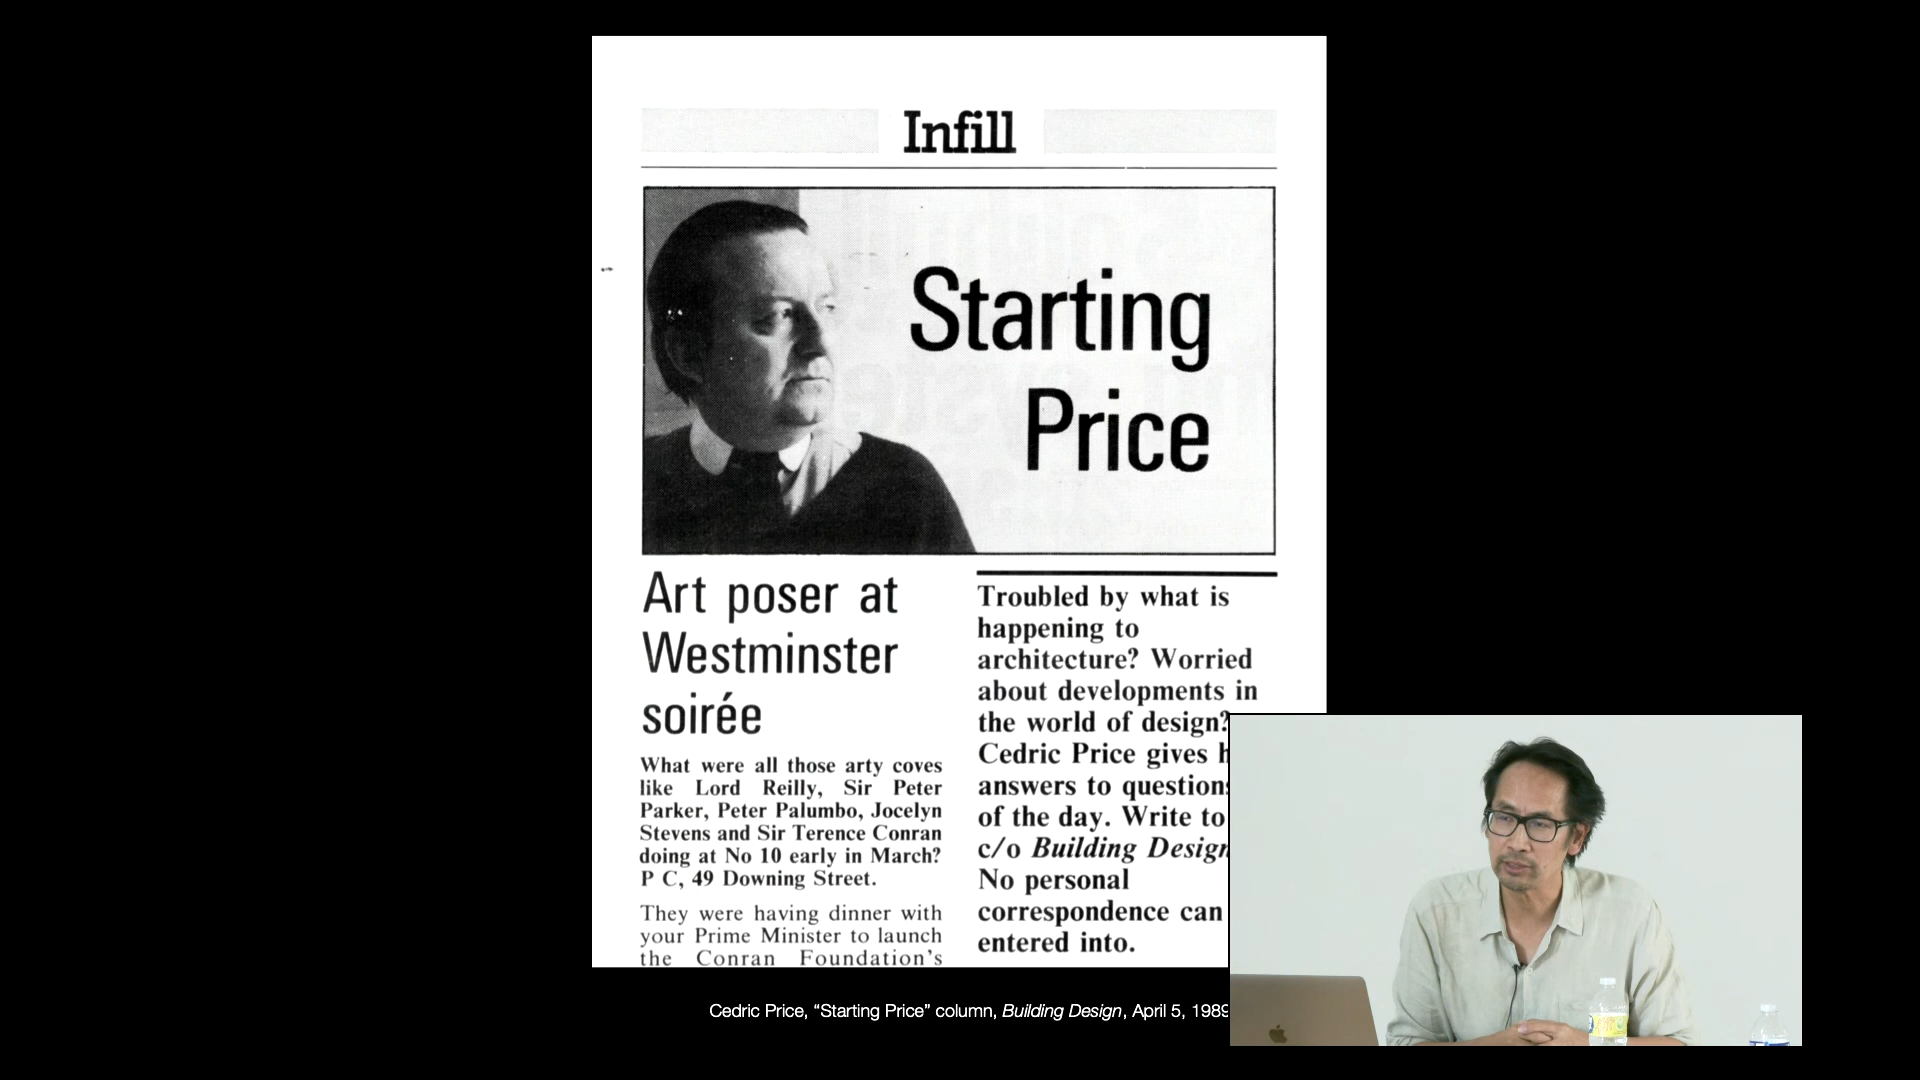 Infill
Starting
Price
Art poser at
Westminster
soirée
What were all those arty coves
like Lord Reilly, Sir Peter
Parker, Peter Palumbo, Jocelyn
Stevens and Sir Terence Conran
doing at No 10 early in March?
P C, 49 Downing Street.
They were having dinner with
your Prime Minister to launch
the Conran Foundation's
Troubled by what is
happening to
architecture? Worried
about developments in
the world of design?
Cedric Price gives
answers to questions
of the day. Write to
c/o Building Design
No personal
correspondence can
entered into.
Cedric Price, “Starting Price” column, Building Design, April 5, 1989